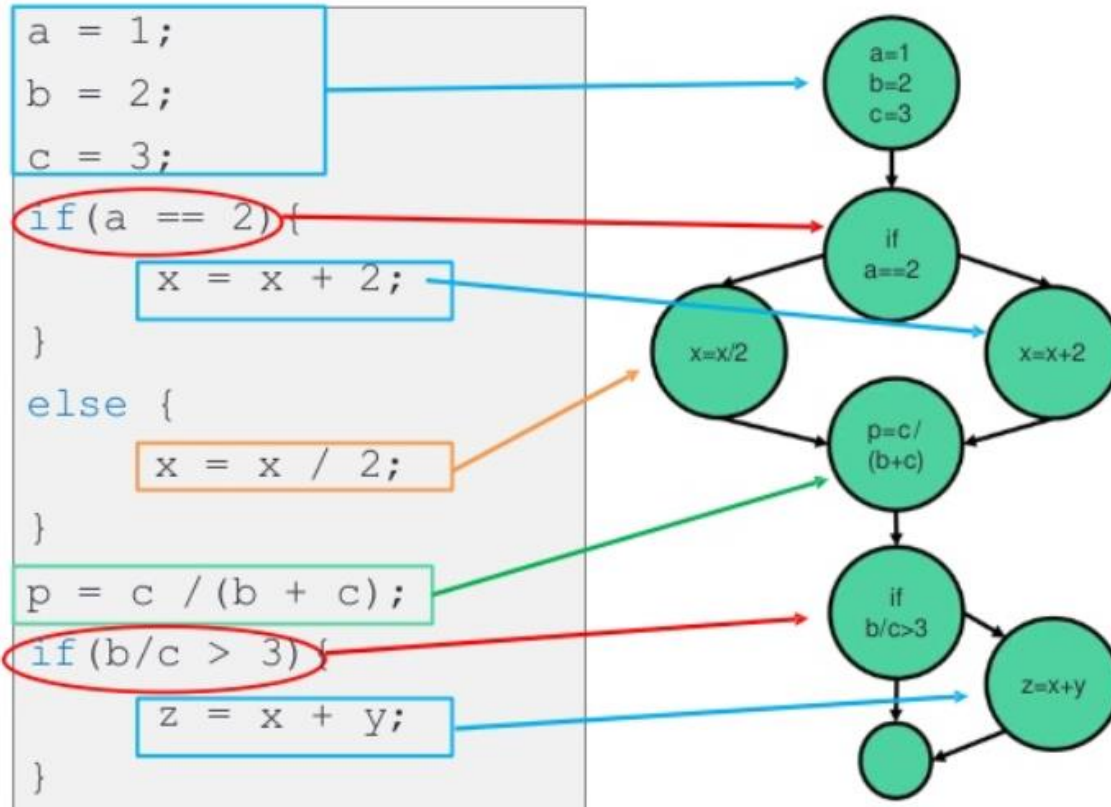 a = 1;
b = 2;
c = 3;
if(a == 2){
x = x + 2;
}
else {
x = x / 2;
}
p = c /(b + c);
if(b/c > 3){
z = x + y;
}
a=1
b=2
c=3
if
a==2
x=x/2
x=x+2
p=c/
(b+c)
if
b/c>3
z=x+y